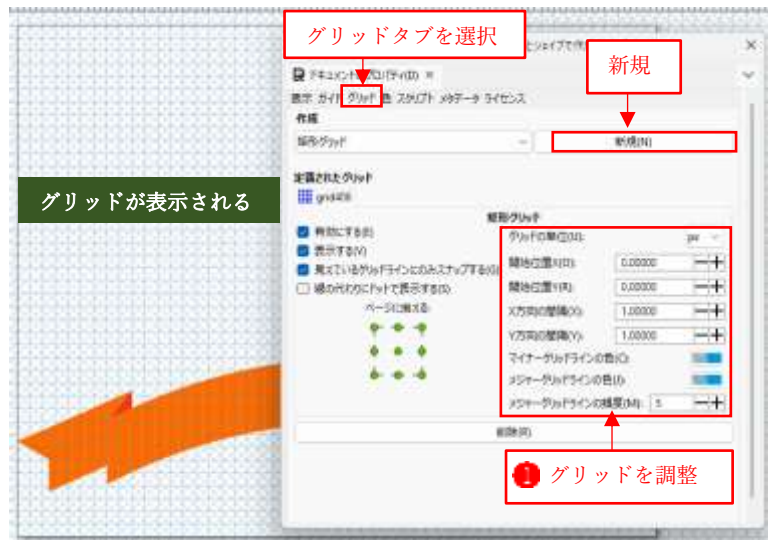 グリッドタブを選択
とシェイプで作
新規
ドキュメントのプロパティ(D)
表示 ガイド グリッド 色 スクリプト メタデータ ライセンス
作成
矩形グリッド
新規(N)
定義されたグリッド
グリッドが表示される
矩形グリッド
有効にする(E)
グリッドの単位(U): px
表示する(V)
見えているグリッドラインにのみスナップする(G)
開始位置X(O): 0.00000
線の代わりにドットで表示する(S)
開始位置Y(R): 0.00000
ページに揃える
X方向の間隔(X): 1.00000
Y方向の間隔(Y): 1.00000
マイナーグリッドラインの色(C):
メジャーグリッドラインの色(J):
メジャーグリッドラインの頻度(M): 5
削除(R)
1 グリッドを調整